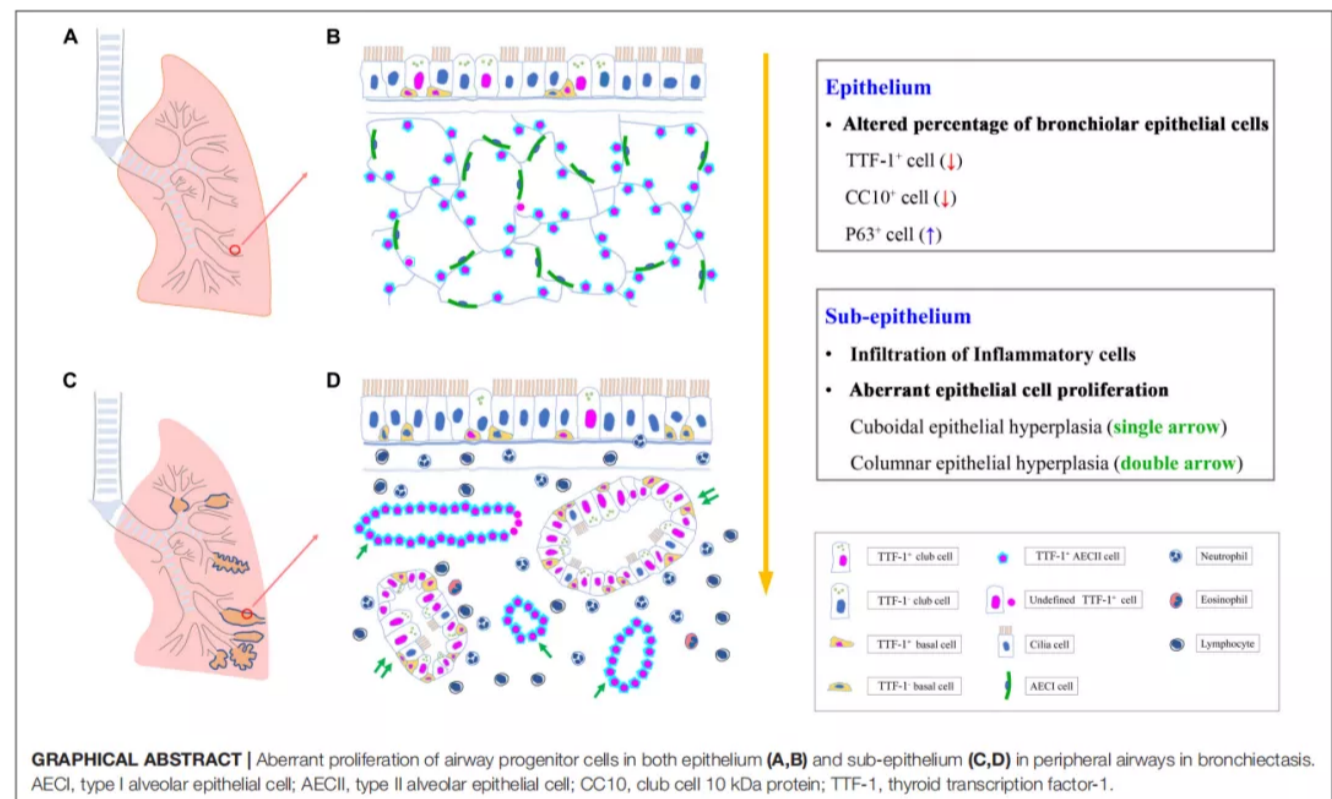 A
B
Epithelium
• Altered percentage of bronchiolar epithelial cells
TTF-1⁺ cell (↓)
CC10⁺ cell (↓)
P63⁺ cell (↑)
Sub-epithelium
• Infiltration of Inflammatory cells
• Aberrant epithelial cell proliferation
Cuboidal epithelial hyperplasia (single arrow)
Columnar epithelial hyperplasia (double arrow)
C
D
TTF-1⁺ club cell
TTF-1⁺ AECII cell
Neutrophil
TTF-1⁻ club cell
Undefined TTF-1⁺ cell
Eosinophil
TTF-1⁺ basal cell
Cilia cell
Lymphocyte
TTF-1⁻ basal cell
AECI cell
GRAPHICAL ABSTRACT | Aberrant proliferation of airway progenitor cells in both epithelium (A,B) and sub-epithelium (C,D) in peripheral airways in bronchiectasis.
AECI, type I alveolar epithelial cell; AECII, type II alveolar epithelial cell; CC10, club cell 10 kDa protein; TTF-1, thyroid transcription factor-1.